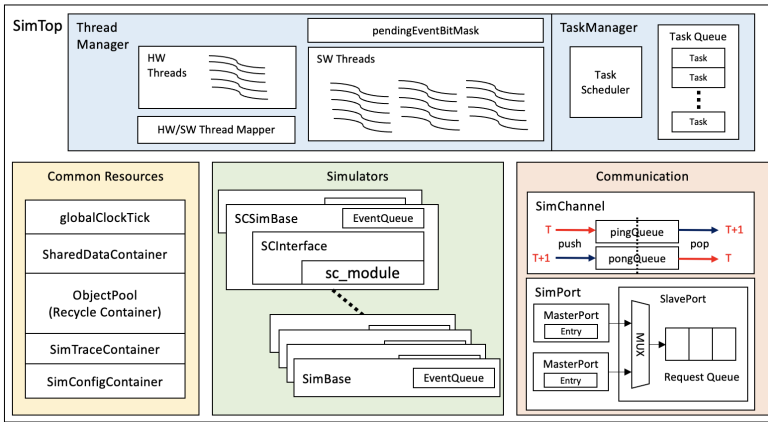 SimTop
Thread
Manager
HW
Threads
HW/SW Thread Mapper
pendingEventBitMask
SW Threads
TaskManager
Task
Scheduler
Task Queue
Task
Task
Task
Common Resources
globalClockTick
SharedDataContainer
ObjectPool
(Recycle Container)
SimTraceContainer
SimConfigContainer
Simulators
SCSimBase
EventQueue
SCInterface
sc_module
SimBase
EventQueue
Communication
SimChannel
T
push
pingQueue
pop
T+1
T+1
pongQueue
T
SimPort
MasterPort
Entry
MasterPort
Entry
MUX
SlavePort
Request Queue